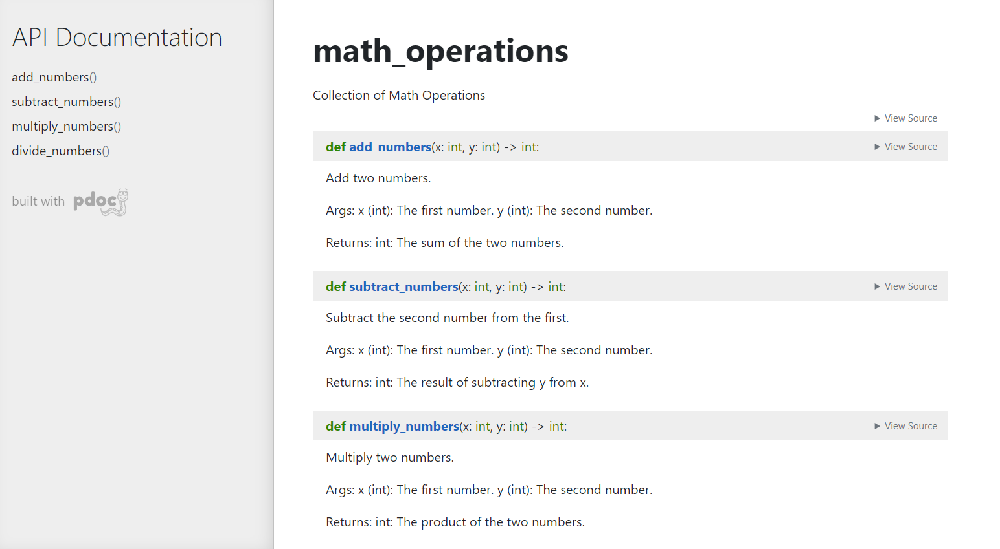 API Documentation
add_numbers()
subtract_numbers()
multiply_numbers()
divide_numbers()
built with pdoc
math_operations
Collection of Math Operations
View Source
def add_numbers(x: int, y: int) -> int:
View Source
Add two numbers.
Args: x (int): The first number. y (int): The second number.
Returns: int: The sum of the two numbers.
def subtract_numbers(x: int, y: int) -> int:
View Source
Subtract the second number from the first.
Args: x (int): The first number. y (int): The second number.
Returns: int: The result of subtracting y from x.
def multiply_numbers(x: int, y: int) -> int:
View Source
Multiply two numbers.
Args: x (int): The first number. y (int): The second number.
Returns: int: The product of the two numbers.